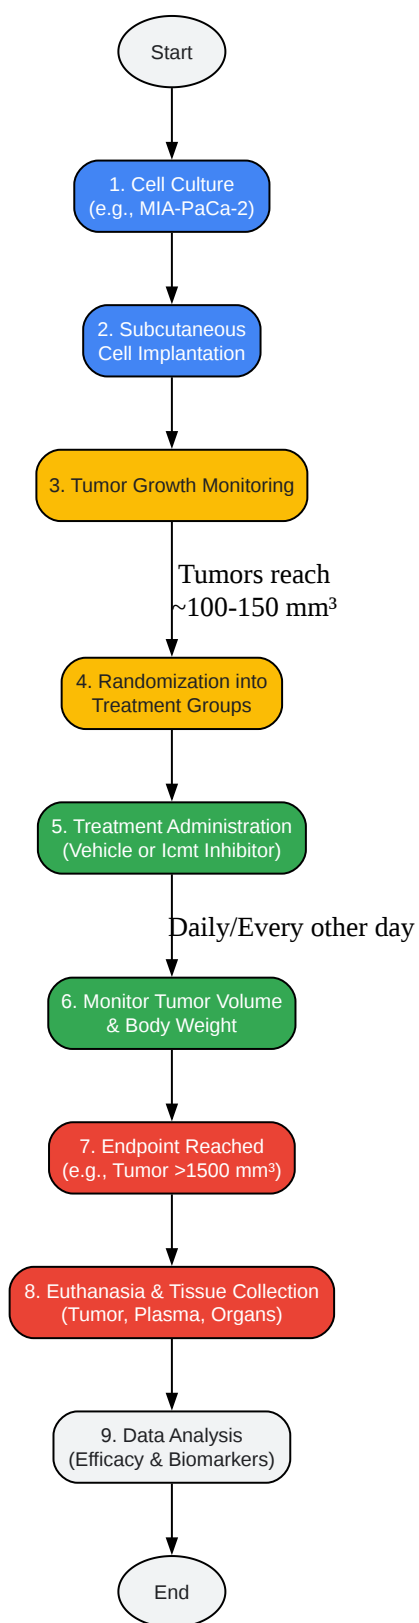 Start
1. Cell Culture
(e.g., MIA-PaCa-2)
2. Subcutaneous
Cell Implantation
3. Tumor Growth Monitoring
Tumors reach
~100-150 mm³
4. Randomization into
Treatment Groups
5. Treatment Administration
(Vehicle or Icmt Inhibitor)
Daily/Every other day
6. Monitor Tumor Volume
& Body Weight
7. Endpoint Reached
(e.g., Tumor >1500 mm³)
8. Euthanasia & Tissue Collection
(Tumor, Plasma, Organs)
9. Data Analysis
(Efficacy & Biomarkers)
End